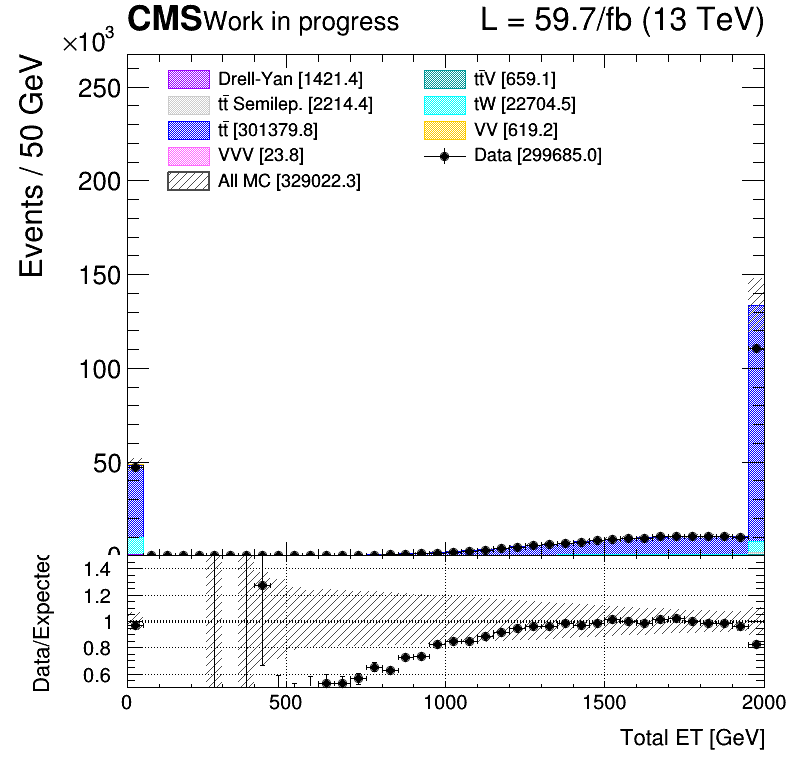 CMS Work in progress L = 59.7/fb (13 TeV)
×10³
Events / 50 GeV
250
200
150
100
50
0
Drell-Yan [1421.4]
tt̄ Semilep. [2214.4]
tt̄ [301379.8]
VVV [23.8]
All MC [329022.3]
tt̄V [659.1]
tW [22704.5]
VV [619.2]
Data [299685.0]
Data/Expected
1.4
1.2
1
0.8
0.6
0 500 1000 1500 2000
Total ET [GeV]